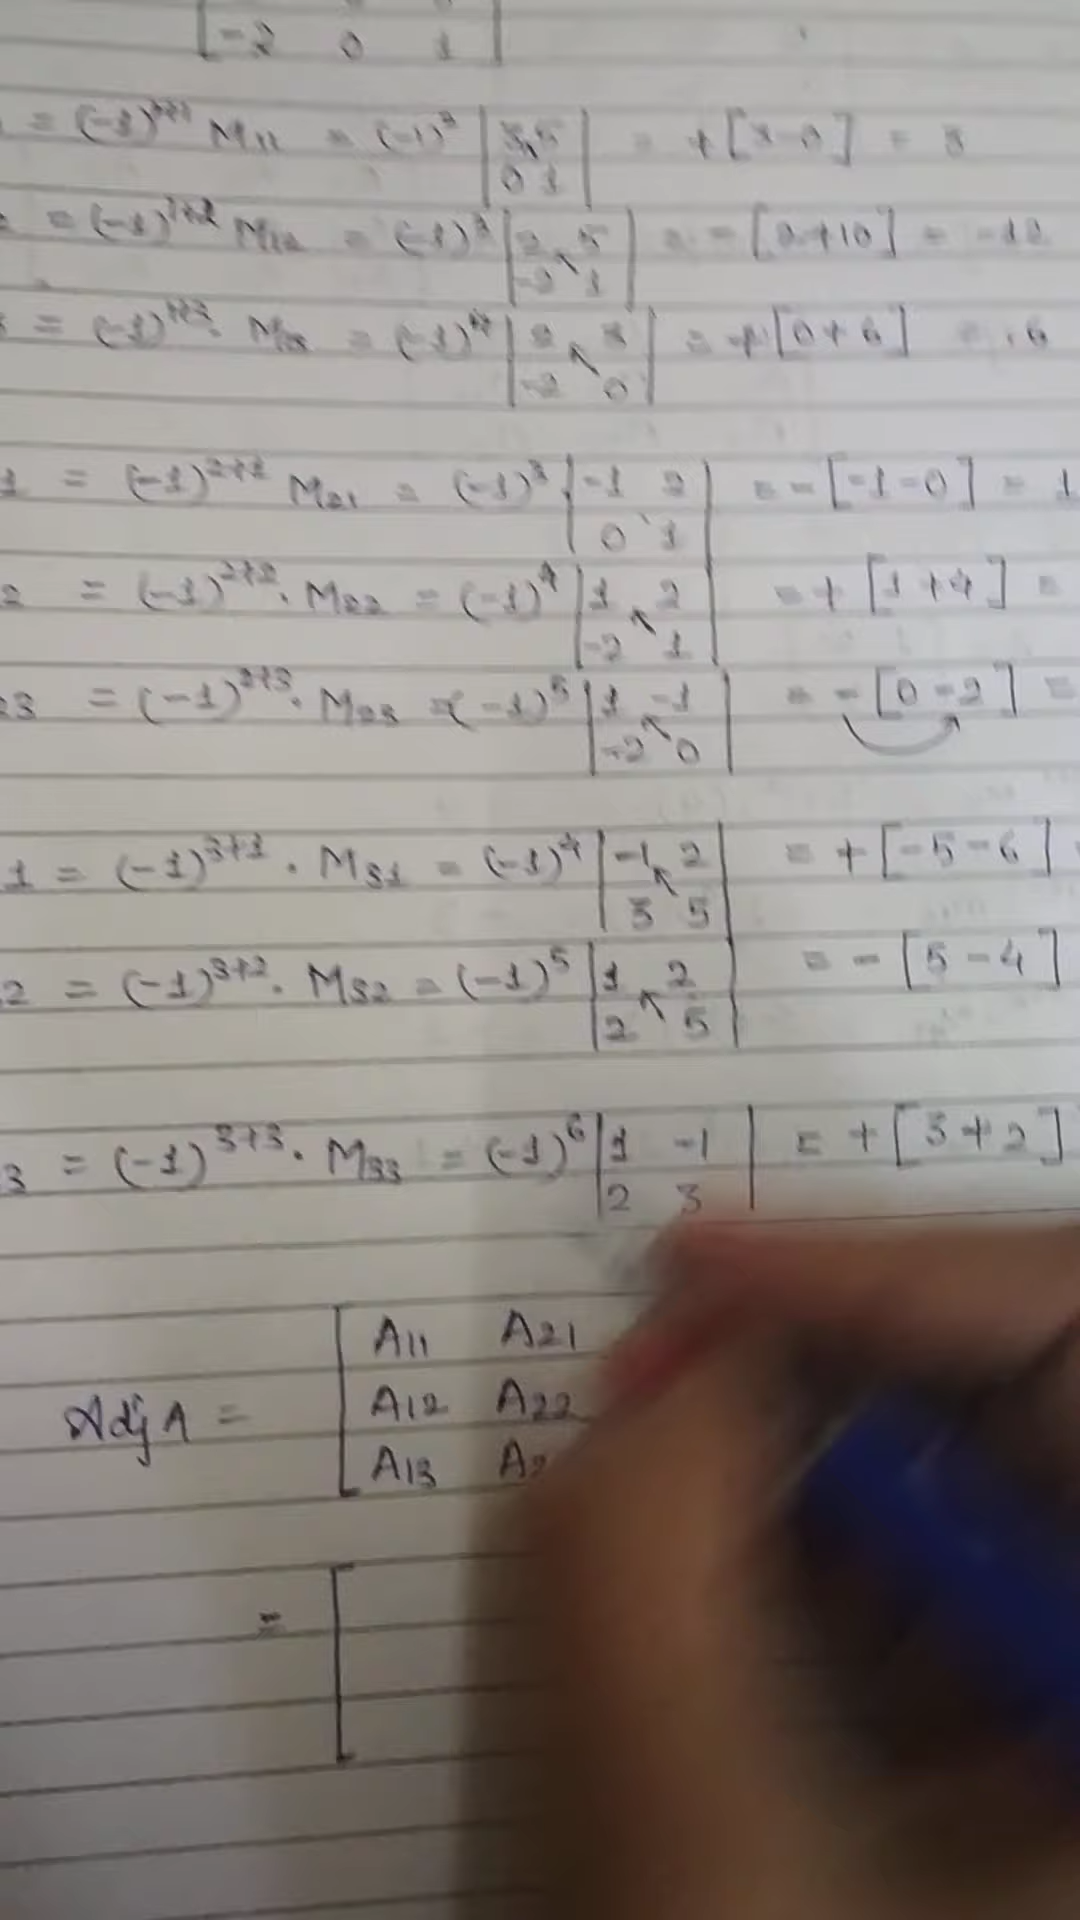 -2 0 1
= (-1)¹⁺¹ M11 = (-1)² | 3 5 | = +[3-0] = 3
0 1
= (-1)¹⁺² M12 = (-1)³ | 2 5 | = -[2+10] = -12
-2 1
= (-1)¹⁺³ . M13 = (-1)⁴ | 2 3 | = +[0+6] = 6
-2 0
1 = (-1)²⁺¹ M21 = (-1)³ | -1 2 | = -[-1-0] = 1
0 1
2 = (-1)²⁺² . M22 = (-1)⁴ | 1 2 | = +[1+4] =
-2 1
23 = (-1)²⁺³ . M23 = (-1)⁵ | 1 -1 | = -[0-2] =
-2 0
1 = (-1)³⁺¹ . M31 = (-1)⁴ | -1 2 | = +[-5-6] =
3 5
2 = (-1)³⁺² . M32 = (-1)⁵ | 1 2 | = -[5-4]
2 5
3 = (-1)³⁺³ . M33 = (-1)⁶ | 1 -1 | = +[3+2]
2 3
A11 A21
Adj A = A12 A22
A13
= [